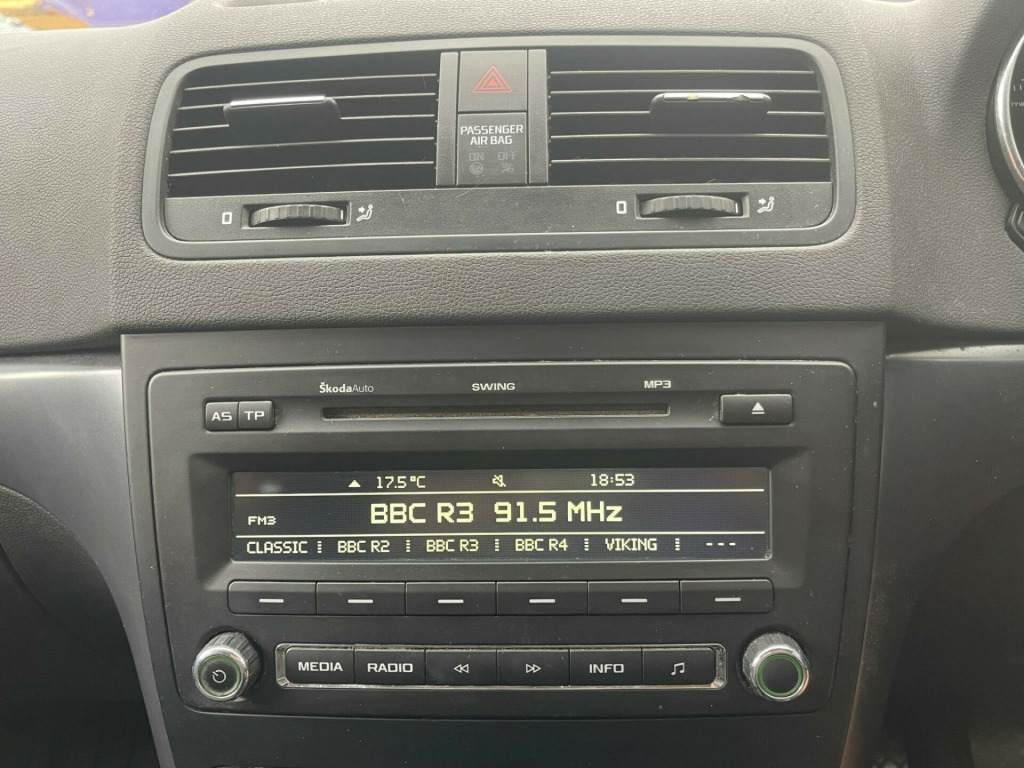 PASSENGER
AIR BAG
ON OFF
0 0
ŠkodaAuto SWING MP3
AS TP
17.5°C 18:53
BBC R3 91.5 MHz
FM3
CLASSIC BBC R2 BBC R3 BBC R4 VIKING ---
MEDIA RADIO INFO